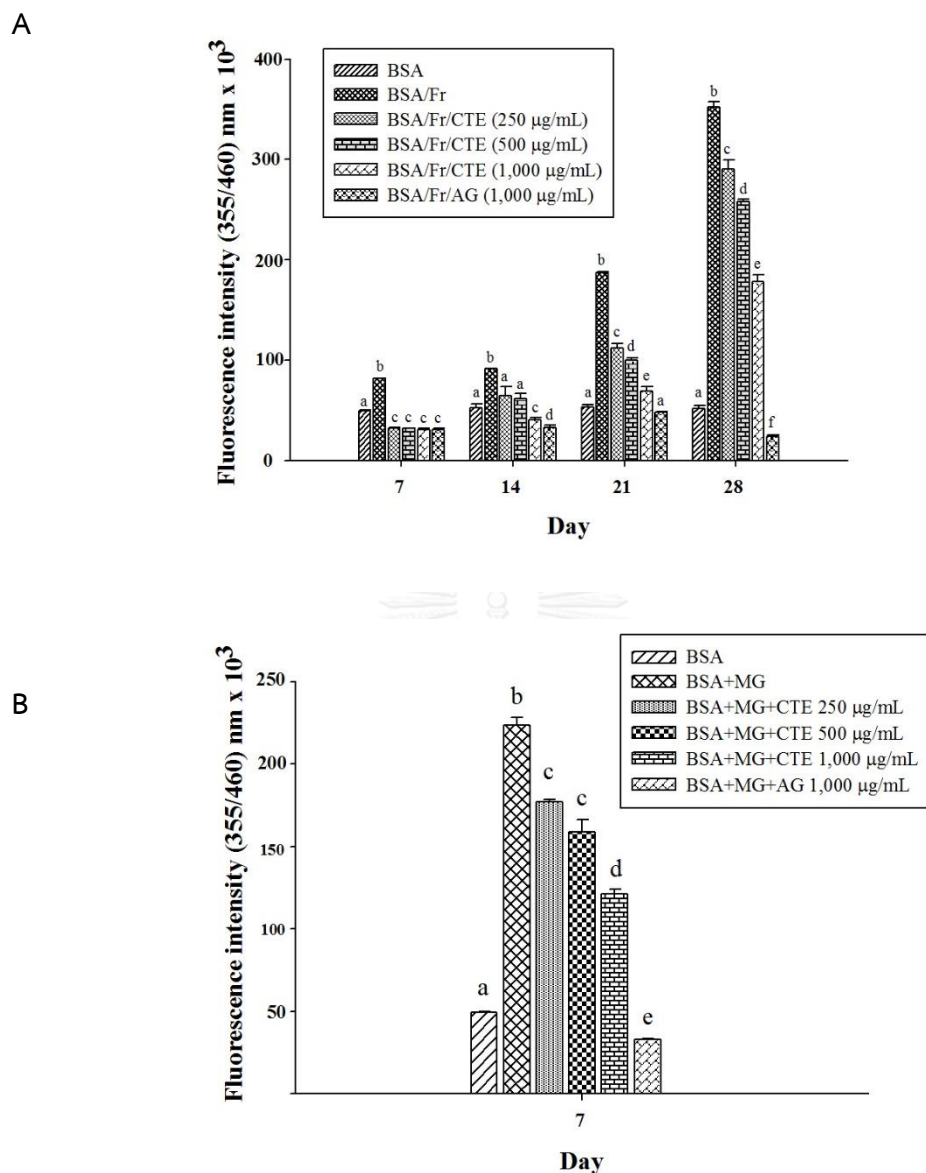 A
Fluorescence intensity (355/460) nm x 10³
400
300
200
100
0
BSA
BSA/Fr
BSA/Fr/CTE (250 µg/mL)
BSA/Fr/CTE (500 µg/mL)
BSA/Fr/CTE (1,000 µg/mL)
BSA/Fr/AG (1,000 µg/mL)
a b c c c c
a b a a c d
a b c d e a
a b c d e f
7 14 21 28
Day
B
Fluorescence intensity (355/460) nm x 10³
250
200
150
100
50
BSA
BSA+MG
BSA+MG+CTE 250 µg/mL
BSA+MG+CTE 500 µg/mL
BSA+MG+CTE 1,000 µg/mL
BSA+MG+AG 1,000 µg/mL
a b c c d e
7
Day